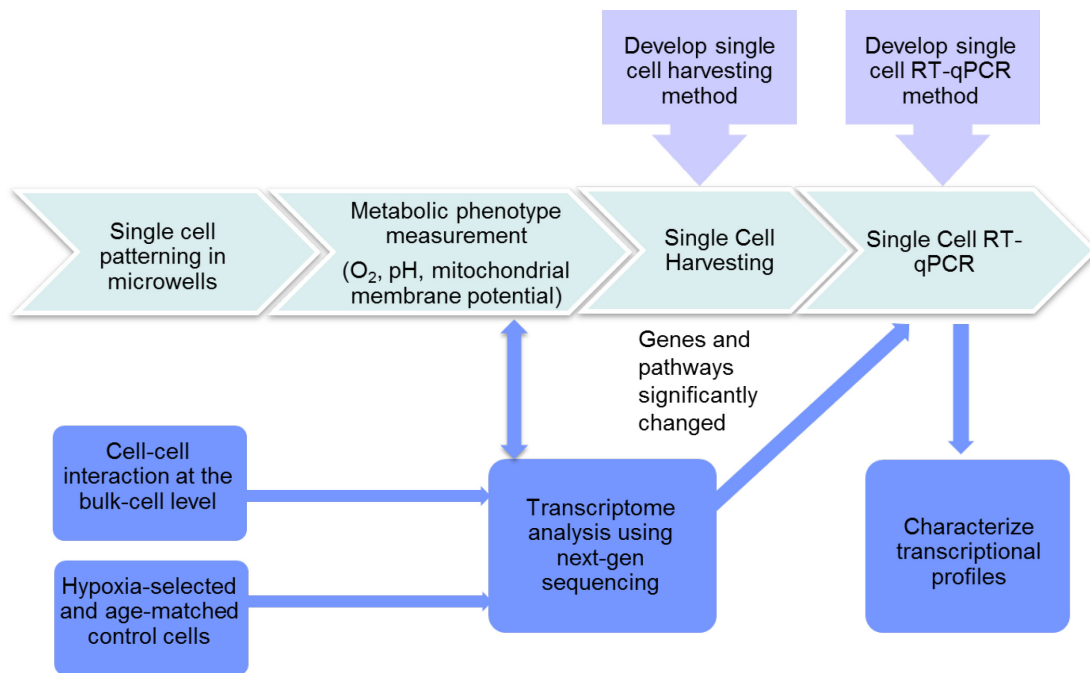 Develop single
cell harvesting
method
Develop single
cell RT-qPCR
method
Single cell
patterning in
microwells
Metabolic phenotype
measurement
(O₂, pH, mitochondrial
membrane potential)
Single Cell
Harvesting
Single Cell RT-
qPCR
Genes and
pathways
significantly
changed
Cell-cell
interaction at the
bulk-cell level
Hypoxia-selected
and age-matched
control cells
Transcriptome
analysis using
next-gen
sequencing
Characterize
transcriptional
profiles